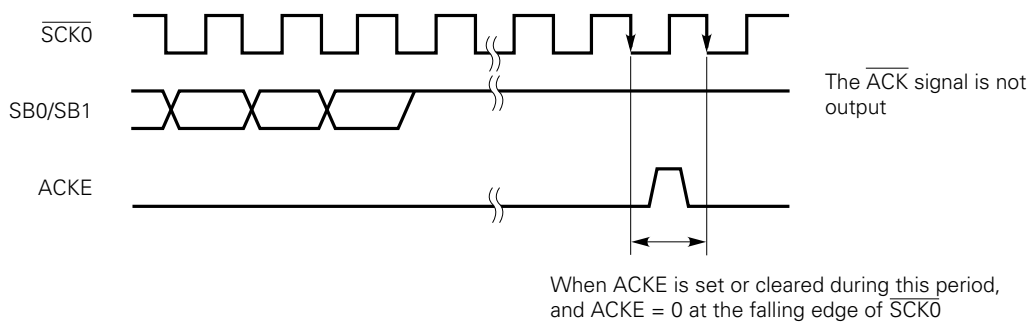 SCK0
SB0/SB1
ACKE
The ACK signal is not
output
When ACKE is set or cleared during this period,
and ACKE = 0 at the falling edge of SCK0